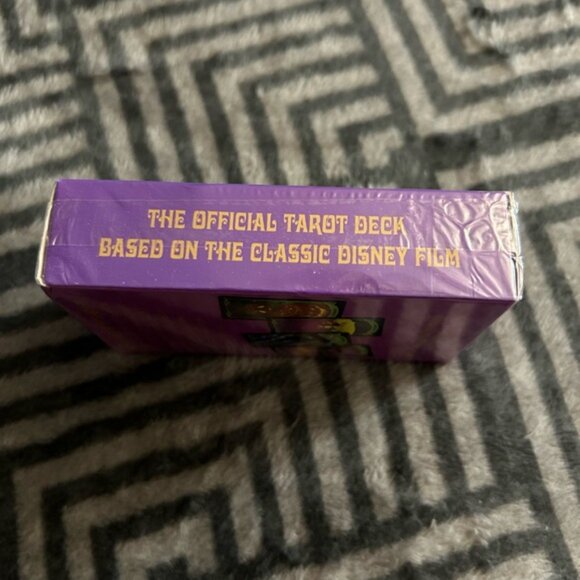 THE OFFICIAL TAROT DECK
BASED ON THE CLASSIC DISNEY FILM